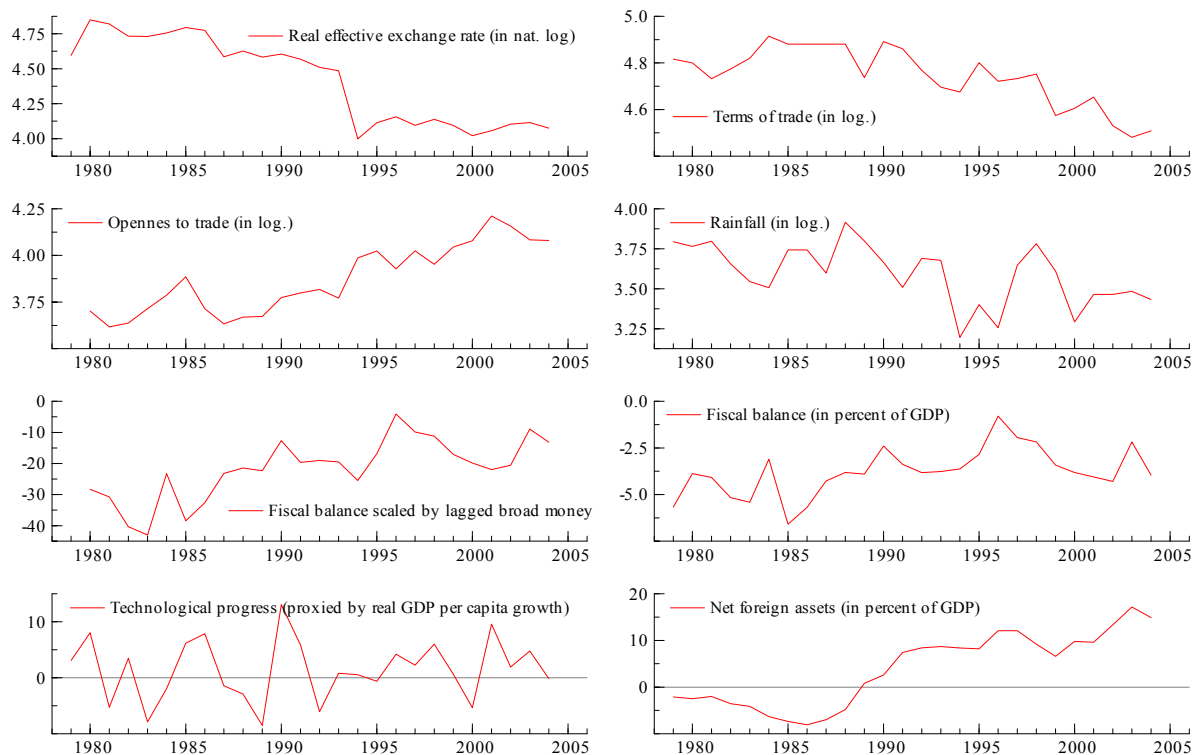 4.75
4.50
4.25
4.00
Real effective exchange rate (in nat. log)
1980 1985 1990 1995 2000 2005
5.0
4.8
4.6
Terms of trade (in log.)
1980 1985 1990 1995 2000 2005
4.25
4.00
3.75
Opennes to trade (in log.)
1980 1985 1990 1995 2000 2005
4.00
3.75
3.50
3.25
Rainfall (in log.)
1980 1985 1990 1995 2000 2005
0
-10
-20
-30
-40
Fiscal balance scaled by lagged broad money
1980 1985 1990 1995 2000 2005
0.0
-2.5
-5.0
Fiscal balance (in percent of GDP)
1980 1985 1990 1995 2000 2005
10
0
Technological progress (proxied by real GDP per capita growth)
1980 1985 1990 1995 2000 2005
20
10
0
Net foreign assets (in percent of GDP)
1980 1985 1990 1995 2000 2005